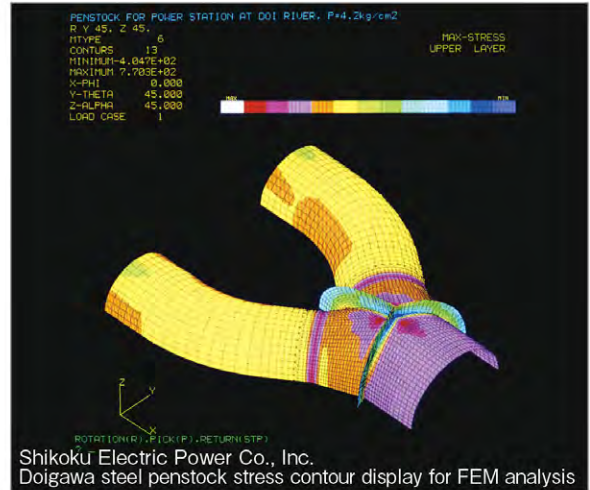 PENSTOCK FOR POWER STATION AT DOI RIVER. P=4.2kg/cm2
R Y 45. Z 45.
MTYPE 6
CONTURS 13
MINIMUM-4.047E+02
MAXIMUM 7.703E+02
X-PHI 0.000
Y-THETA 45.000
Z-ALPHA 45.000
LOAD CASE 1
MAX-STRESS
UPPER LAYER
MAX MIN
Z
Y
X
ROTATION(R).PICK(P).RETURN(STP)
?
Shikoku Electric Power Co., Inc.
Doigawa steel penstock stress contour display for FEM analysis